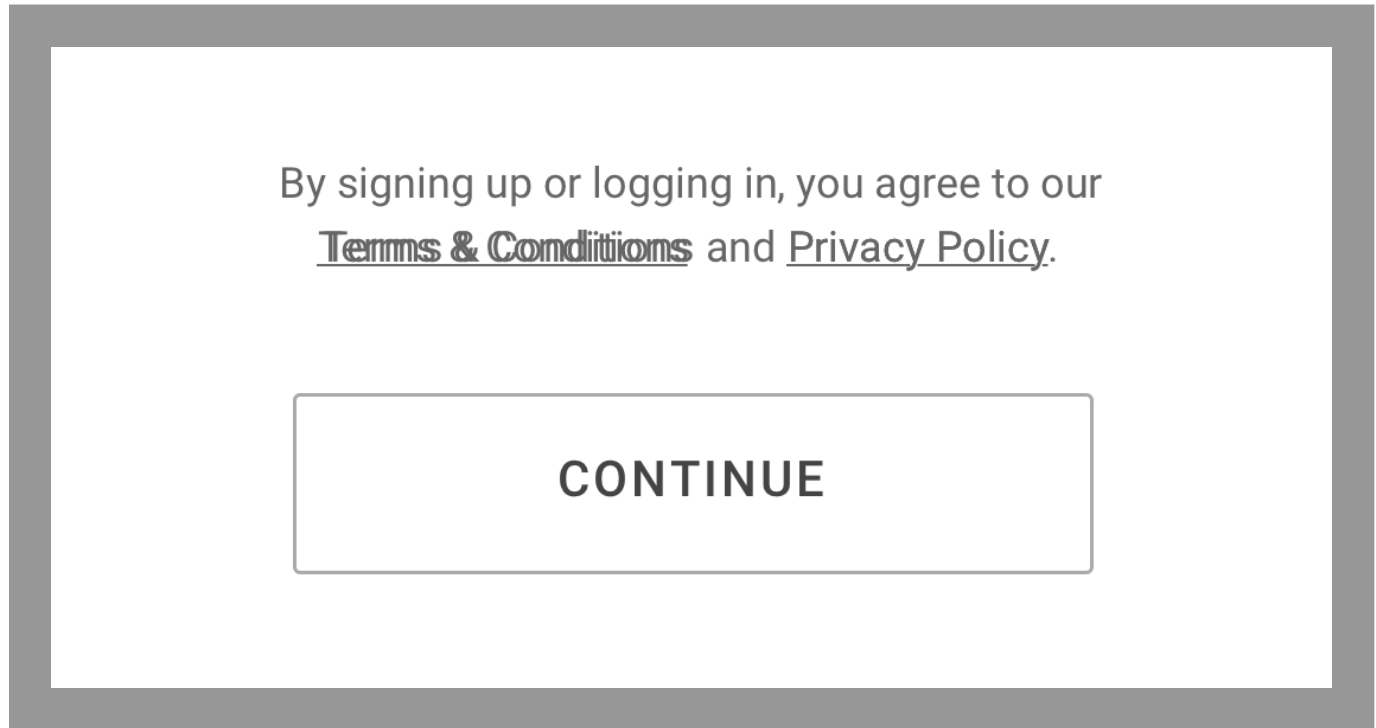 By signing up or logging in, you agree to our
Terms & Conditions and Privacy Policy.
CONTINUE